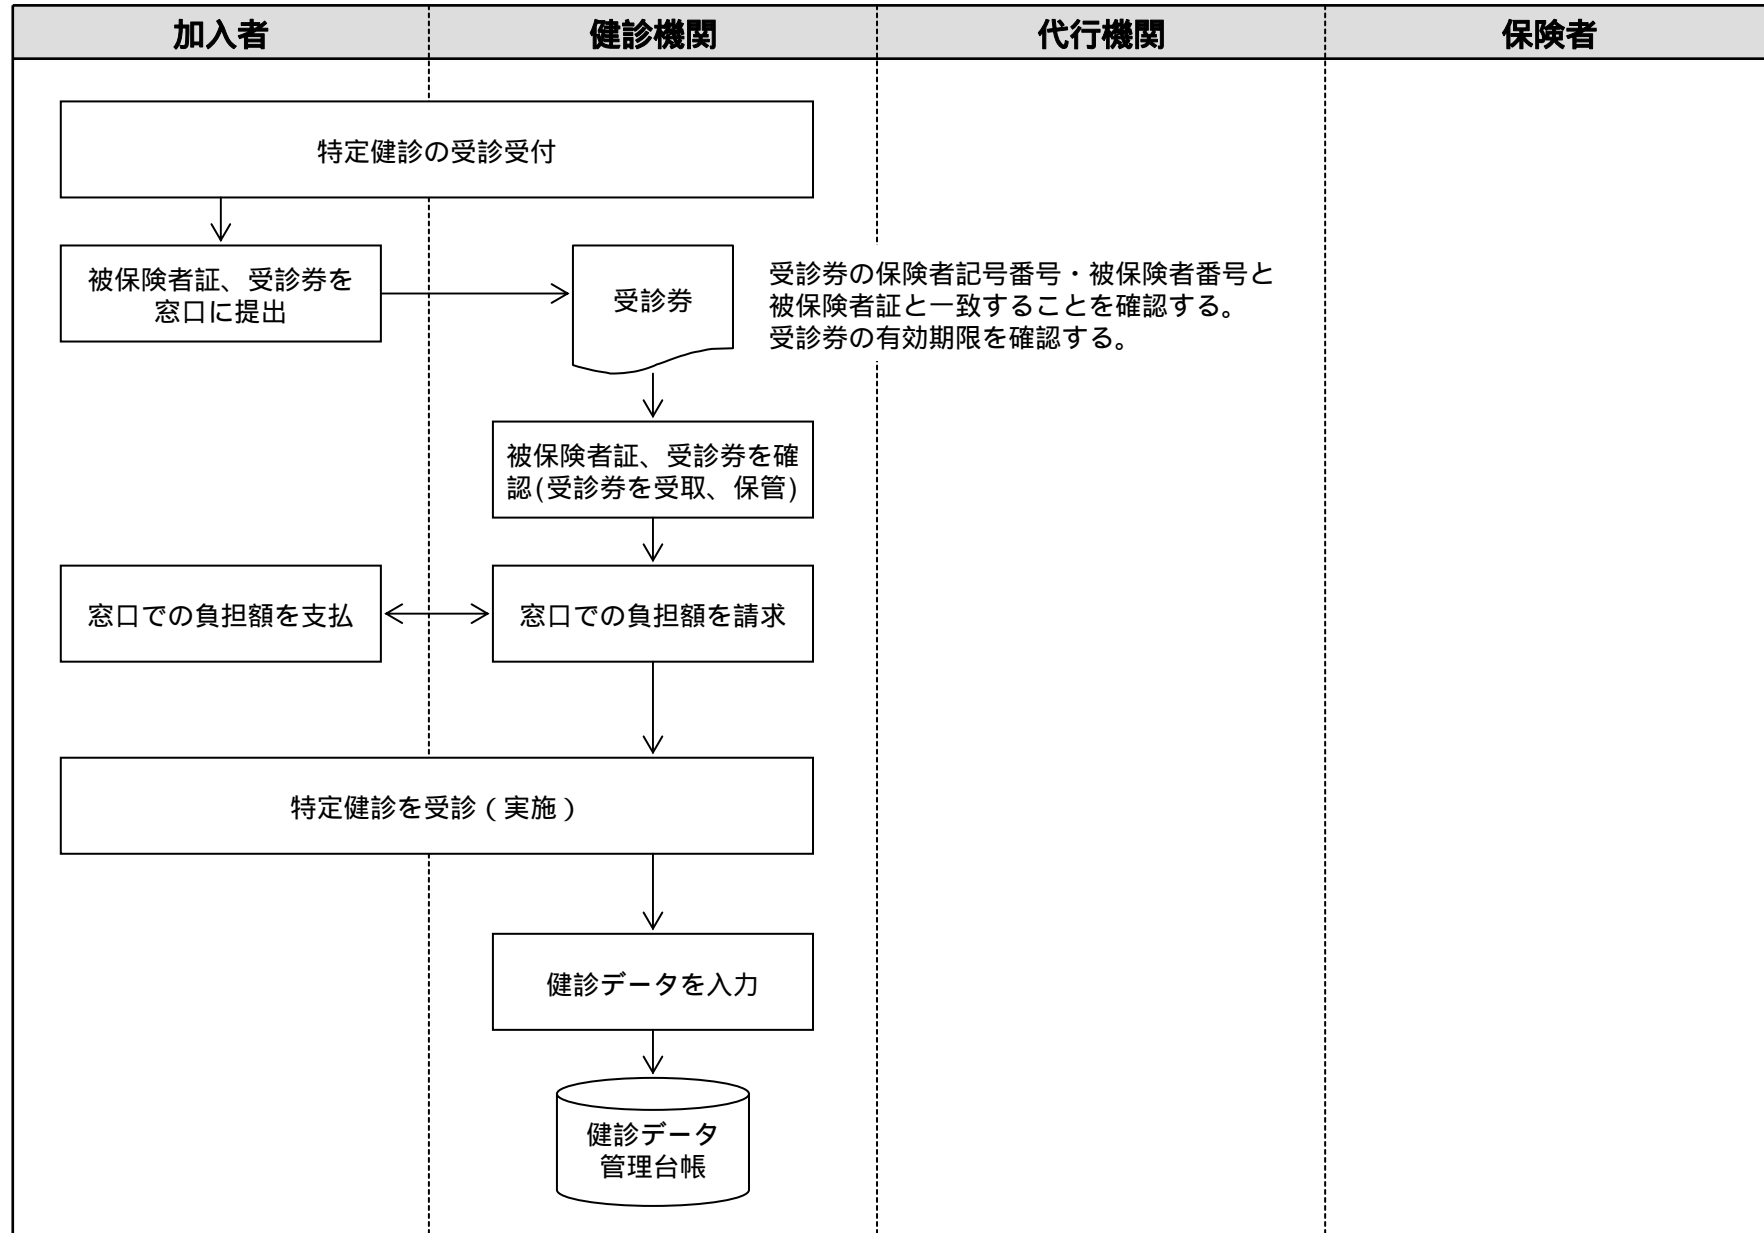 加入者
健診機関
代行機関
保険者
特定健診の受診受付
被保険者証、受診券を
窓口に提出
受診券
受診券の保険者記号番号・被保険者番号と
被保険者証と一致することを確認する。
受診券の有効期限を確認する。
被保険者証、受診券を確
認(受診券を受取、保管)
窓口での負担額を支払
窓口での負担額を請求
特定健診を受診（実施）
健診データを入力
健診データ
管理台帳